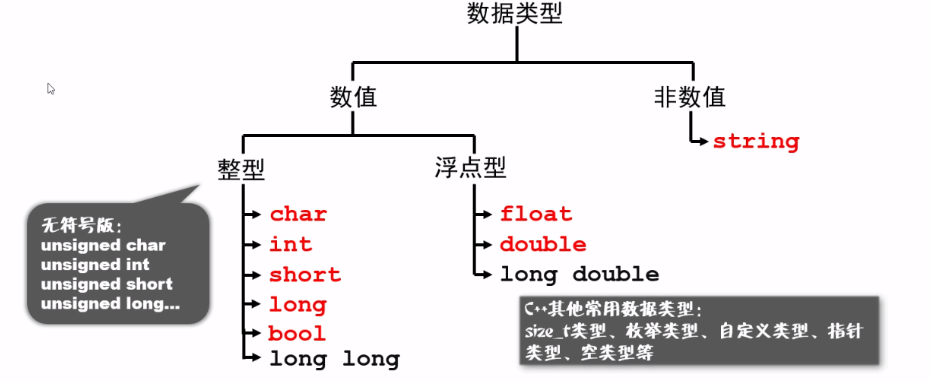 数据类型
数值
非数值
string
整型
浮点型
char
int
short
long
bool
long long
float
double
long double
无符号版：
unsigned char
unsigned int
unsigned short
unsigned long...
C++其他常用数据类型：
size_t类型、枚举类型、自定义类型、指针
类型、空类型等